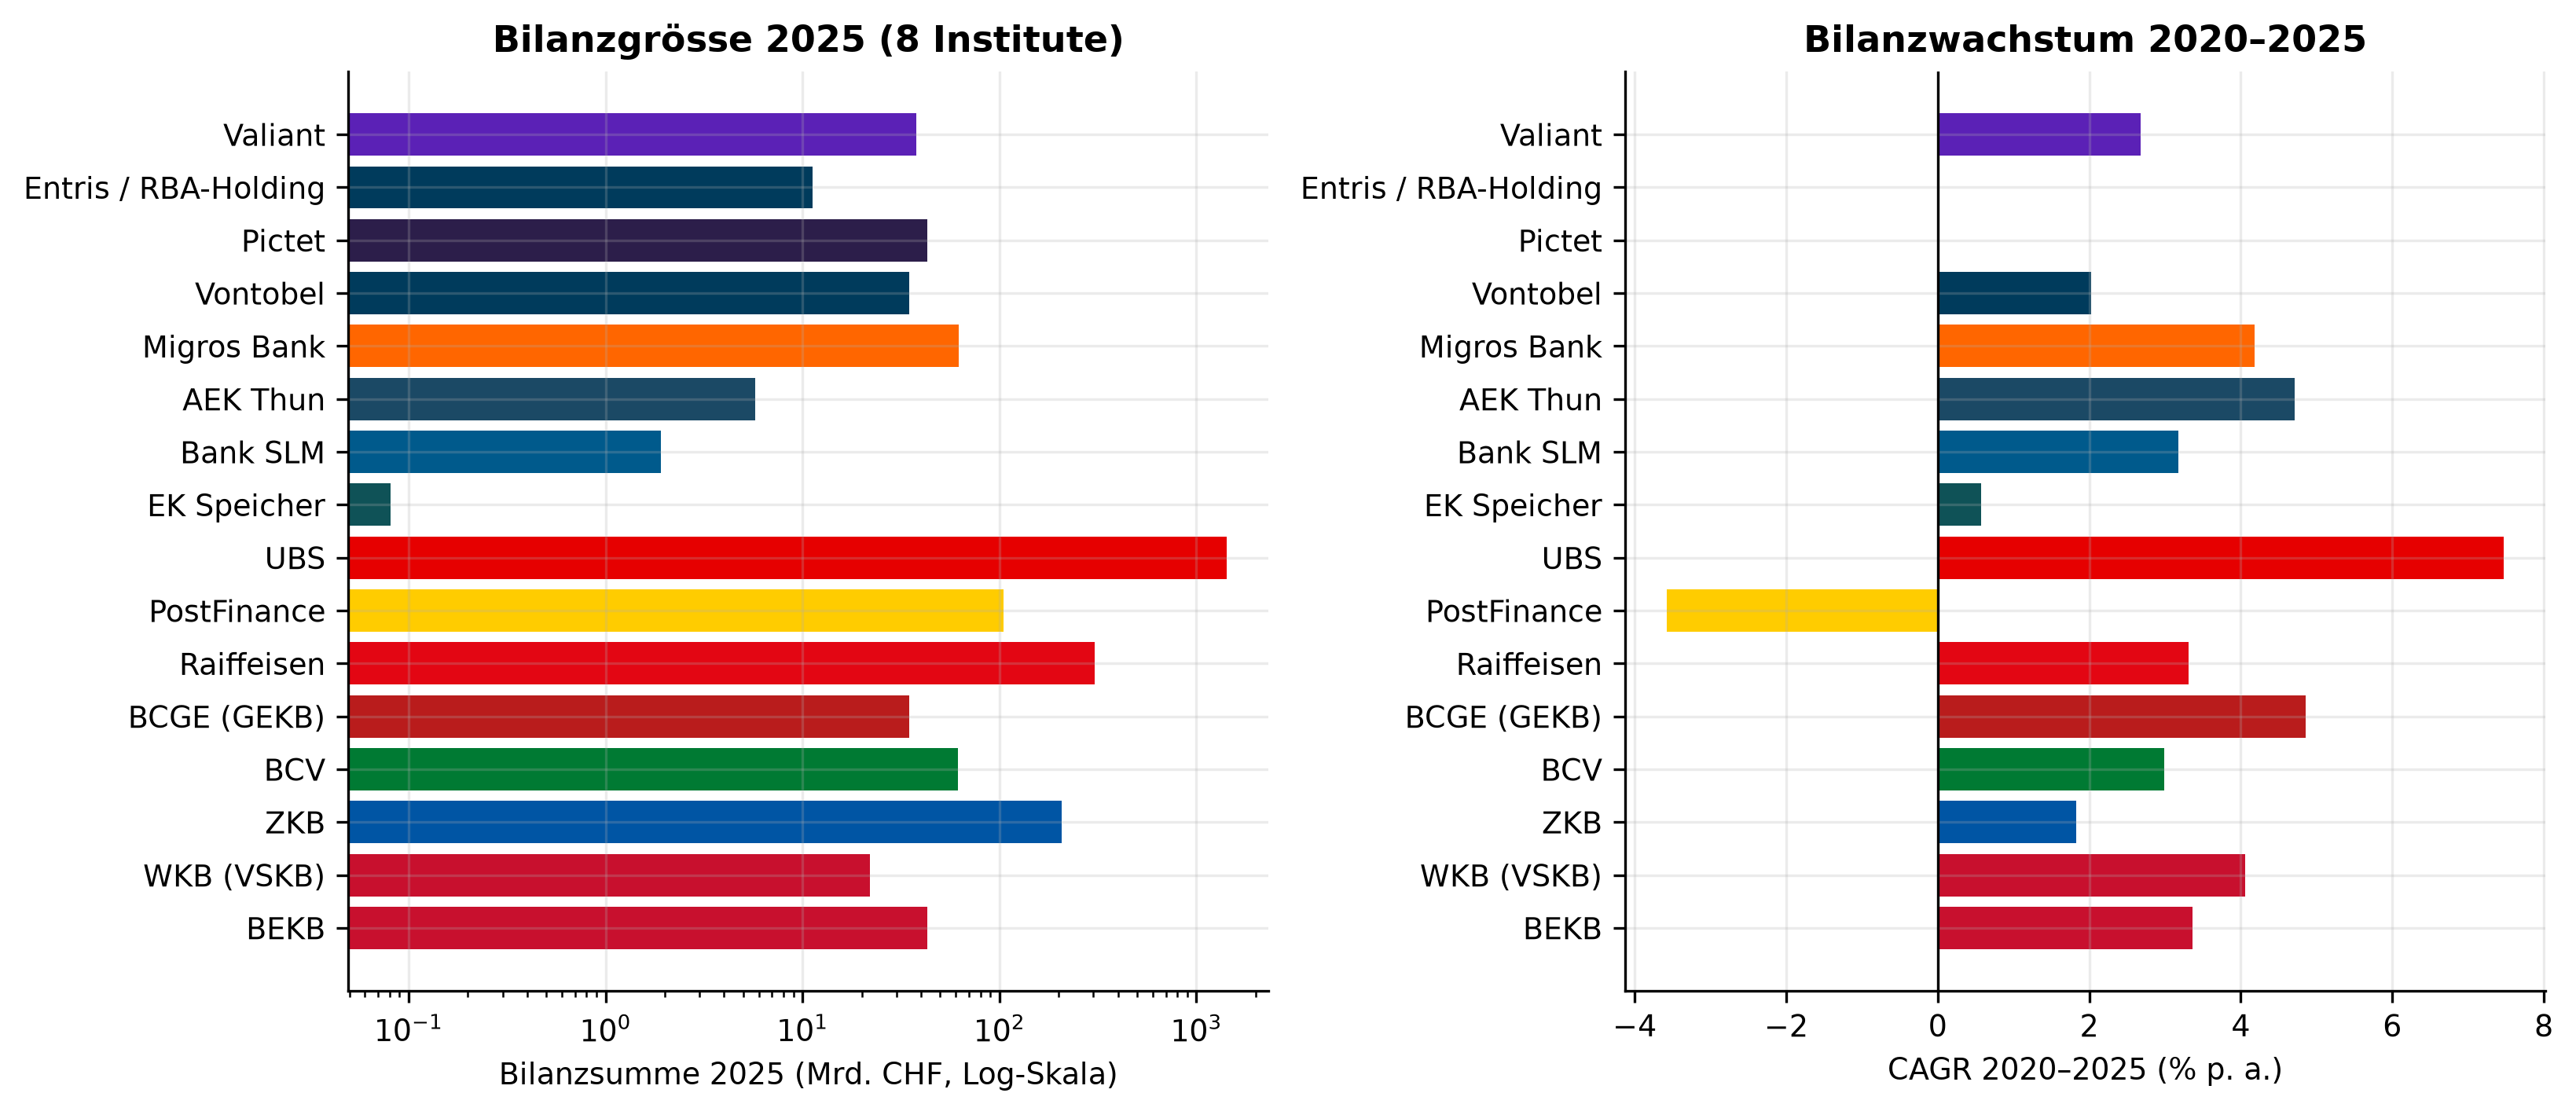 Bilanzgrösse 2025 (8 Institute)
Valiant
Entris / RBA-Holding
Pictet
Vontobel
Migros Bank
AEK Thun
Bank SLM
EK Speicher
UBS
PostFinance
Raiffeisen
BCGE (GEKB)
BCV
ZKB
WKB (VSKB)
BEKB
10⁻¹ 10⁰ 10¹ 10² 10³
Bilanzsumme 2025 (Mrd. CHF, Log-Skala)
Bilanzwachstum 2020–2025
Valiant
Entris / RBA-Holding
Pictet
Vontobel
Migros Bank
AEK Thun
Bank SLM
EK Speicher
UBS
PostFinance
Raiffeisen
BCGE (GEKB)
BCV
ZKB
WKB (VSKB)
BEKB
−4 −2 0 2 4 6 8
CAGR 2020–2025 (% p. a.)